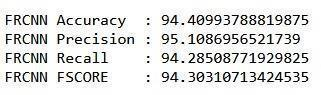 FRCNN Accuracy : 94.40993788819875
FRCNN Precision : 95.1086956521739
FRCNN Recall : 94.28508771929825
FRCNN FSCORE : 94.30310713424535